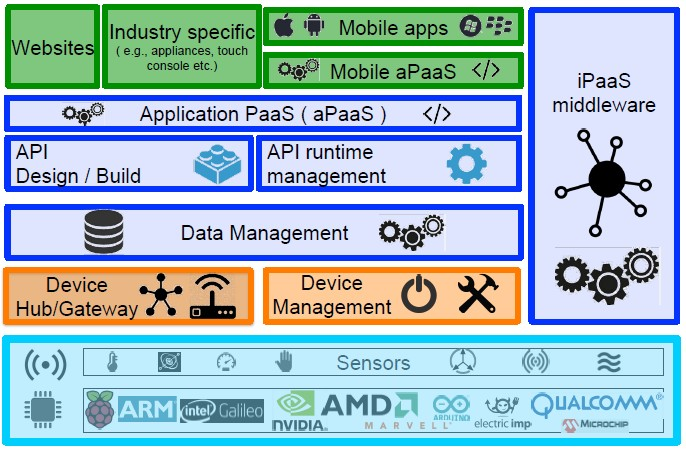 Websites
Industry specific
( e.g., appliances, touch
console etc.)
Mobile apps
Mobile aPaaS </>
iPaaS
middleware
Application PaaS ( aPaaS ) </>
API
Design / Build
API runtime
management
Data Management
Device
Hub/Gateway
Device
Management
Sensors
ARM
intel Galileo
NVIDIA.
AMD
MARVELL
ARDUINO
electric imp
QUALCOMM
MICROCHIP